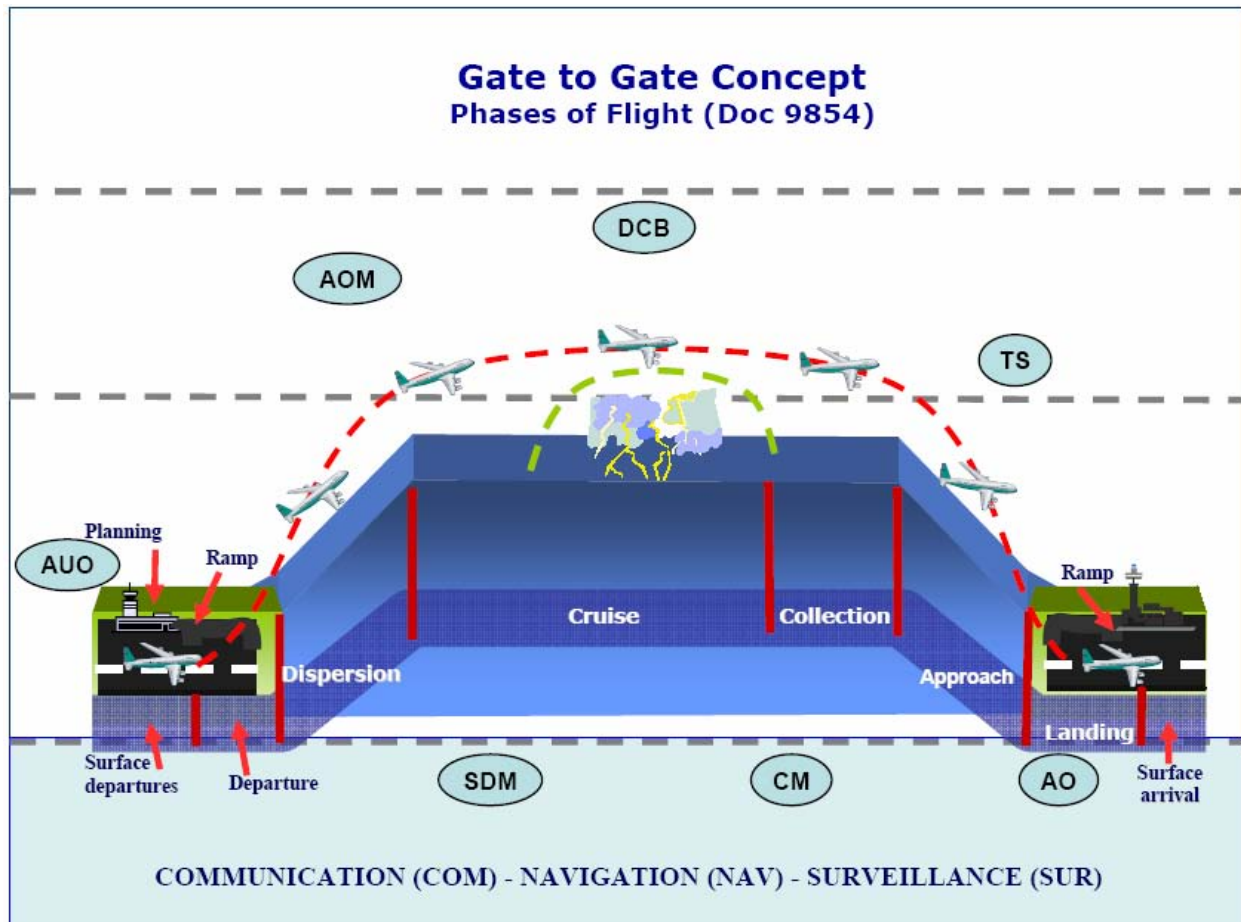 Gate to Gate Concept
Phases of Flight (Doc 9854)
DCB
AOM
TS
Planning
Ramp
AUO
Ramp
Cruise
Collection
Dispersion
Approach
Landing
Surface
departures
Departure
SDM
CM
AO
Surface
arrival
COMMUNICATION (COM) - NAVIGATION (NAV) - SURVEILLANCE (SUR)